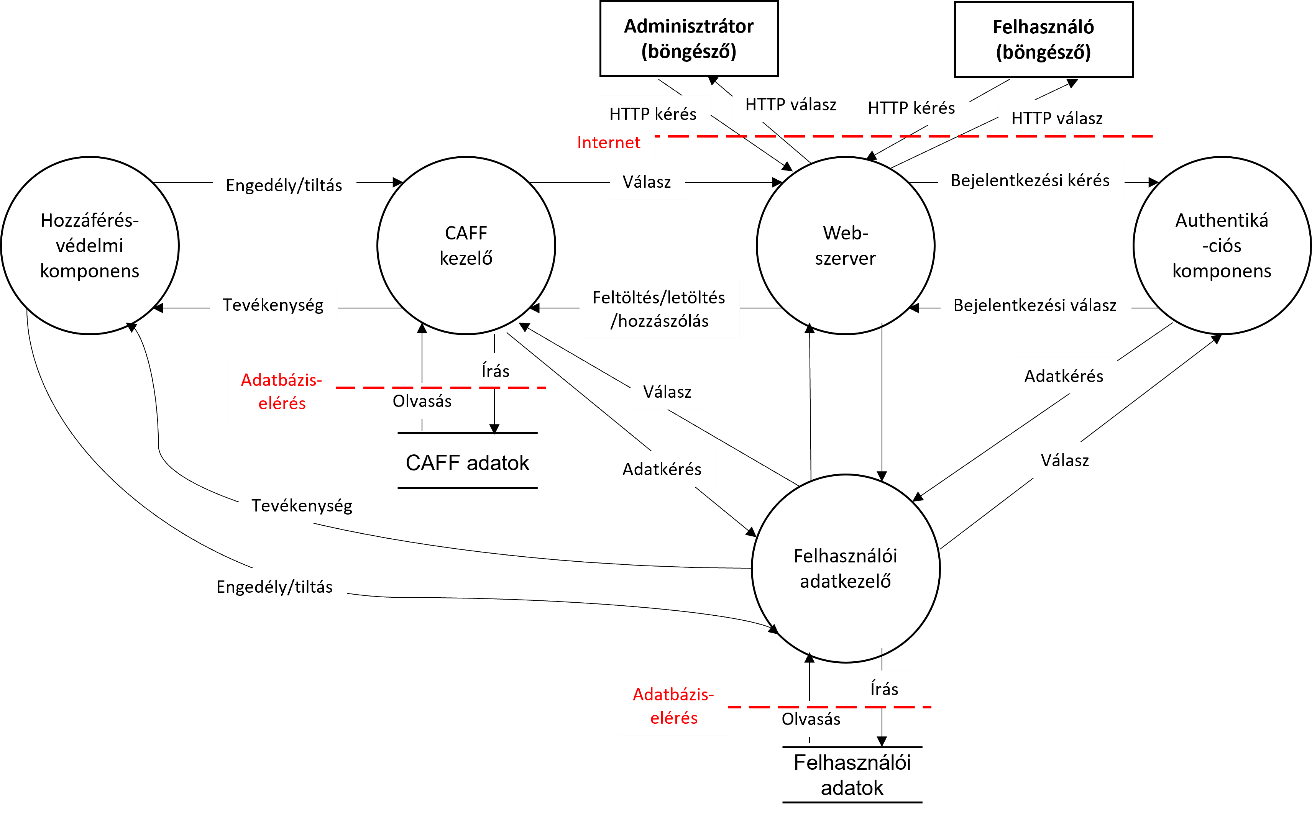 Adminisztrátor
(böngésző)
Felhasználó
(böngésző)
HTTP kérés
HTTP válasz
HTTP kérés
HTTP válasz
Internet
Hozzáférés-
védelmi
komponens
Engedély/tiltás
CAFF
kezelő
Válasz
Web-
szerver
Bejelentkezési kérés
Authentiká
-ciós
komponens
Tevékenység
Feltöltés/letöltés
/hozzászólás
Bejelentkezési válasz
Adatbázis-
elérés
Írás
Olvasás
CAFF adatok
Válasz
Adatkérés
Adatkérés
Válasz
Tevékenység
Engedély/tiltás
Felhasználói
adatkezelő
Adatbázis-
elérés
Írás
Olvasás
Felhasználói
adatok